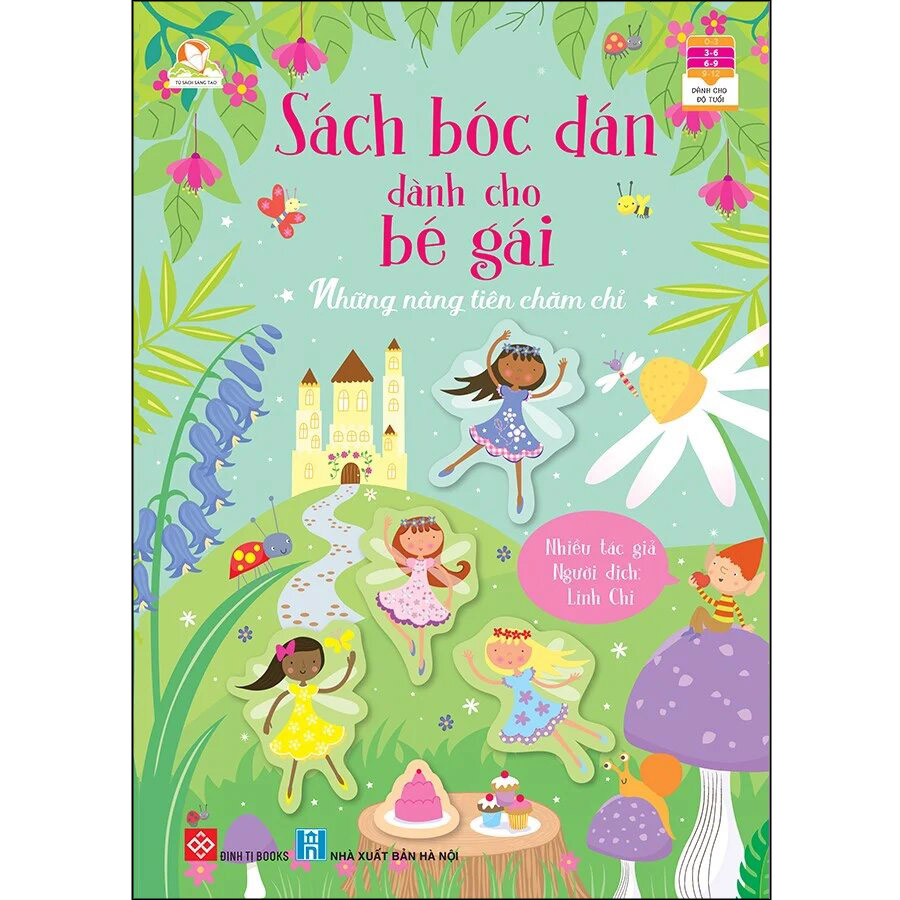 TỦ SÁCH SÁNG TẠO
0-3
3-6
6-9
9-12
DÀNH CHO
ĐỘ TUỔI
Sách bóc dán
dành cho
bé gái
Những nàng tiên chăm chỉ
Nhiều tác giả
Người dịch:
Linh Chi
ĐINH TỊ BOOKS
NHÀ XUẤT BẢN HÀ NỘI